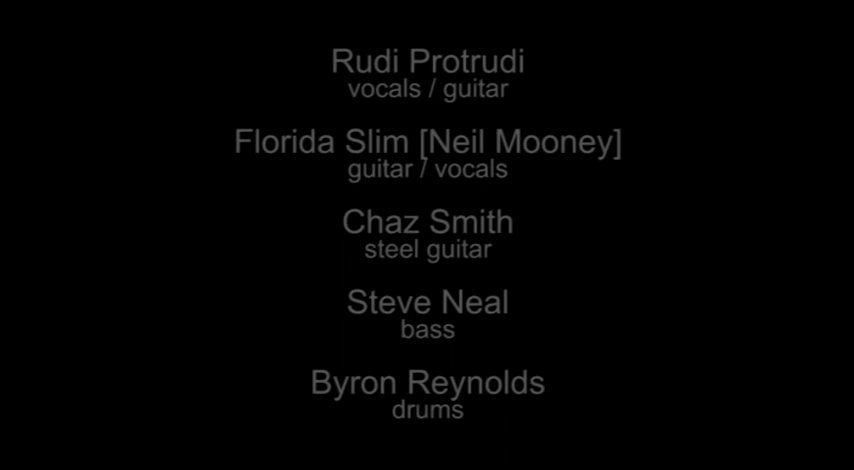 Rudi Protrudi
vocals / guitar
Florida Slim [Neil Mooney]
guitar / vocals
Chaz Smith
steel guitar
Steve Neal
bass
Byron Reynolds
drums